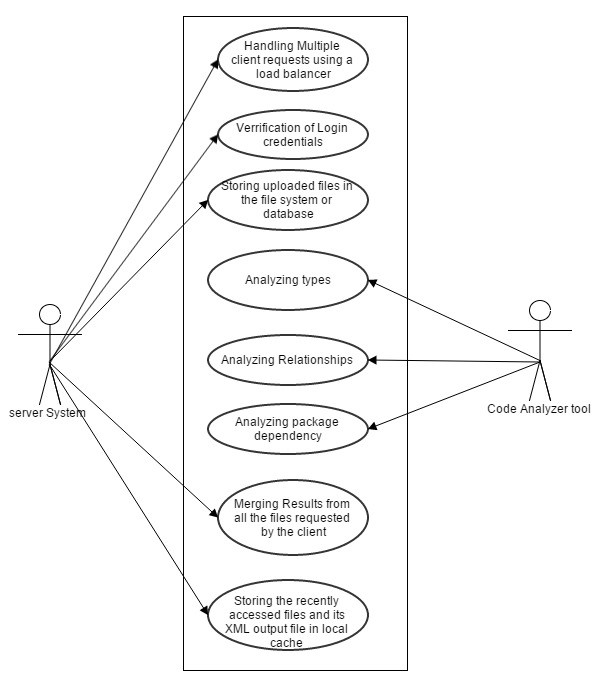 Handling Multiple
client requests using a
load balancer
Verrification of Login
credentials
Storing uploaded files in
the file system or
database
Analyzing types
Analyzing Relationships
Analyzing package
dependency
Merging Results from
all the files requested
by the client
Storing the recently
accessed files and its
XML output file in local
cache
server System
Code Analyzer tool